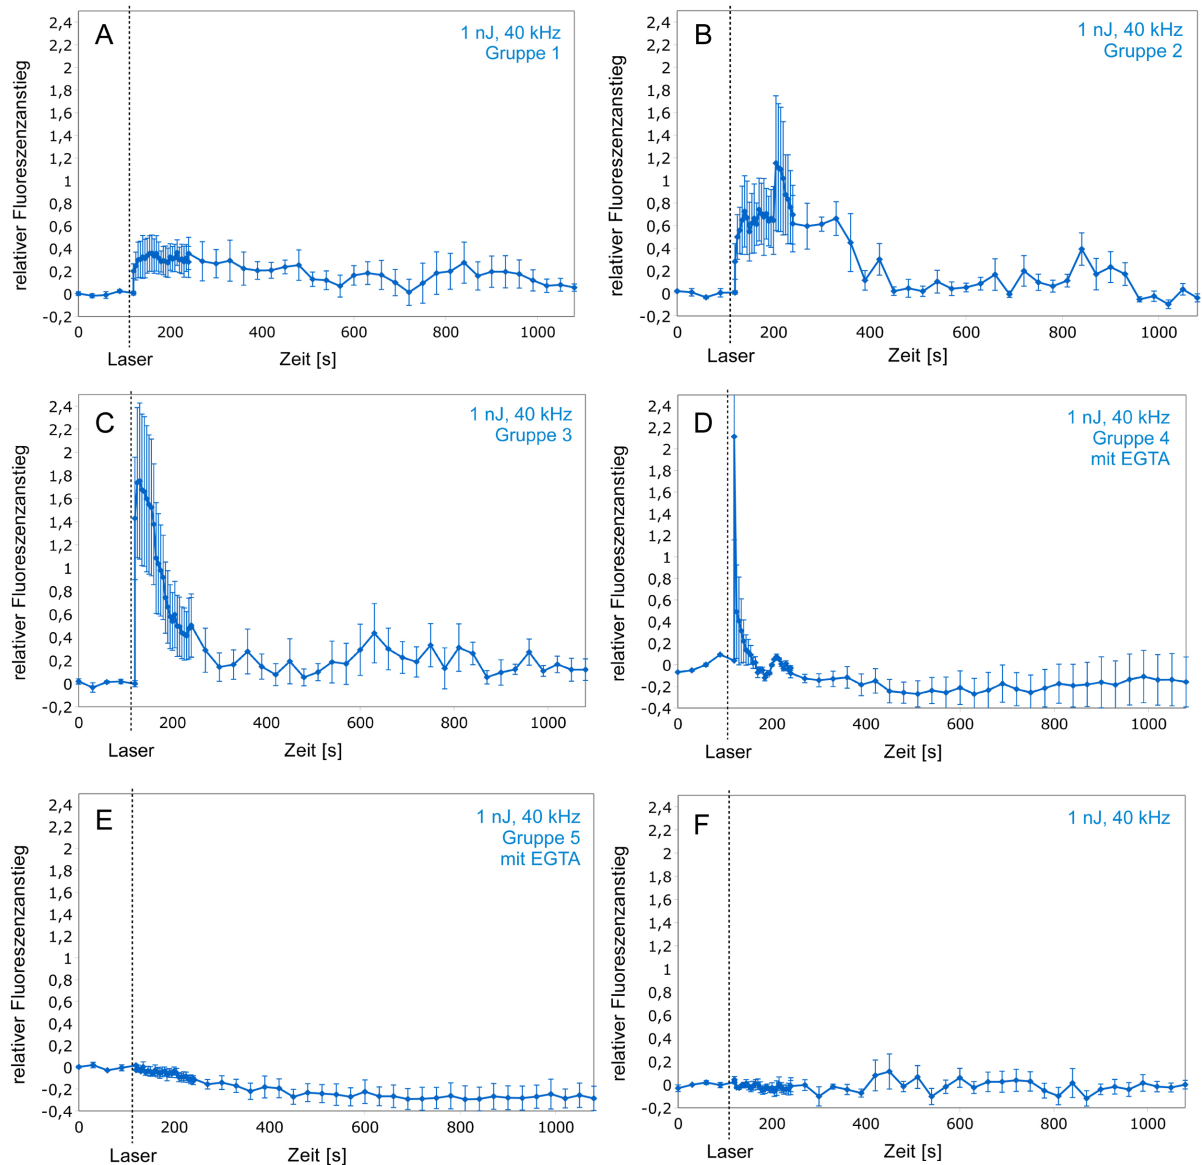 A
1 nJ, 40 kHz
Gruppe 1
relativer Fluoreszenzanstieg
2,4
2,2
2
1,8
1,6
1,4
1,2
1
0,8
0,6
0,4
0,2
0
-0,2
0 200 400 600 800 1000
Laser
Zeit [s]
B
1 nJ, 40 kHz
Gruppe 2
relativer Fluoreszenzanstieg
2,4
2,2
2
1,8
1,6
1,4
1,2
1
0,8
0,6
0,4
0,2
0
-0,2
0 200 400 600 800 1000
Laser
Zeit [s]
C
1 nJ, 40 kHz
Gruppe 3
relativer Fluoreszenzanstieg
2,4
2,2
2
1,8
1,6
1,4
1,2
1
0,8
0,6
0,4
0,2
0
-0,2
0 200 400 600 800 1000
Laser
Zeit [s]
D
1 nJ, 40 kHz
Gruppe 4
mit EGTA
relativer Fluoreszenzanstieg
2,4
2,2
2
1,8
1,6
1,4
1,2
1
0,8
0,6
0,4
0,2
0
-0,2
-0,4
0 200 400 600 800 1000
Laser
Zeit [s]
E
1 nJ, 40 kHz
Gruppe 5
mit EGTA
relativer Fluoreszenzanstieg
2,4
2,2
2
1,8
1,6
1,4
1,2
1
0,8
0,6
0,4
0,2
0
-0,2
-0,4
0 200 400 600 800 1000
Laser
Zeit [s]
F
1 nJ, 40 kHz
relativer Fluoreszenzanstieg
2,4
2,2
2
1,8
1,6
1,4
1,2
1
0,8
0,6
0,4
0,2
0
-0,2
0 200 400 600 800 1000
Laser
Zeit [s]